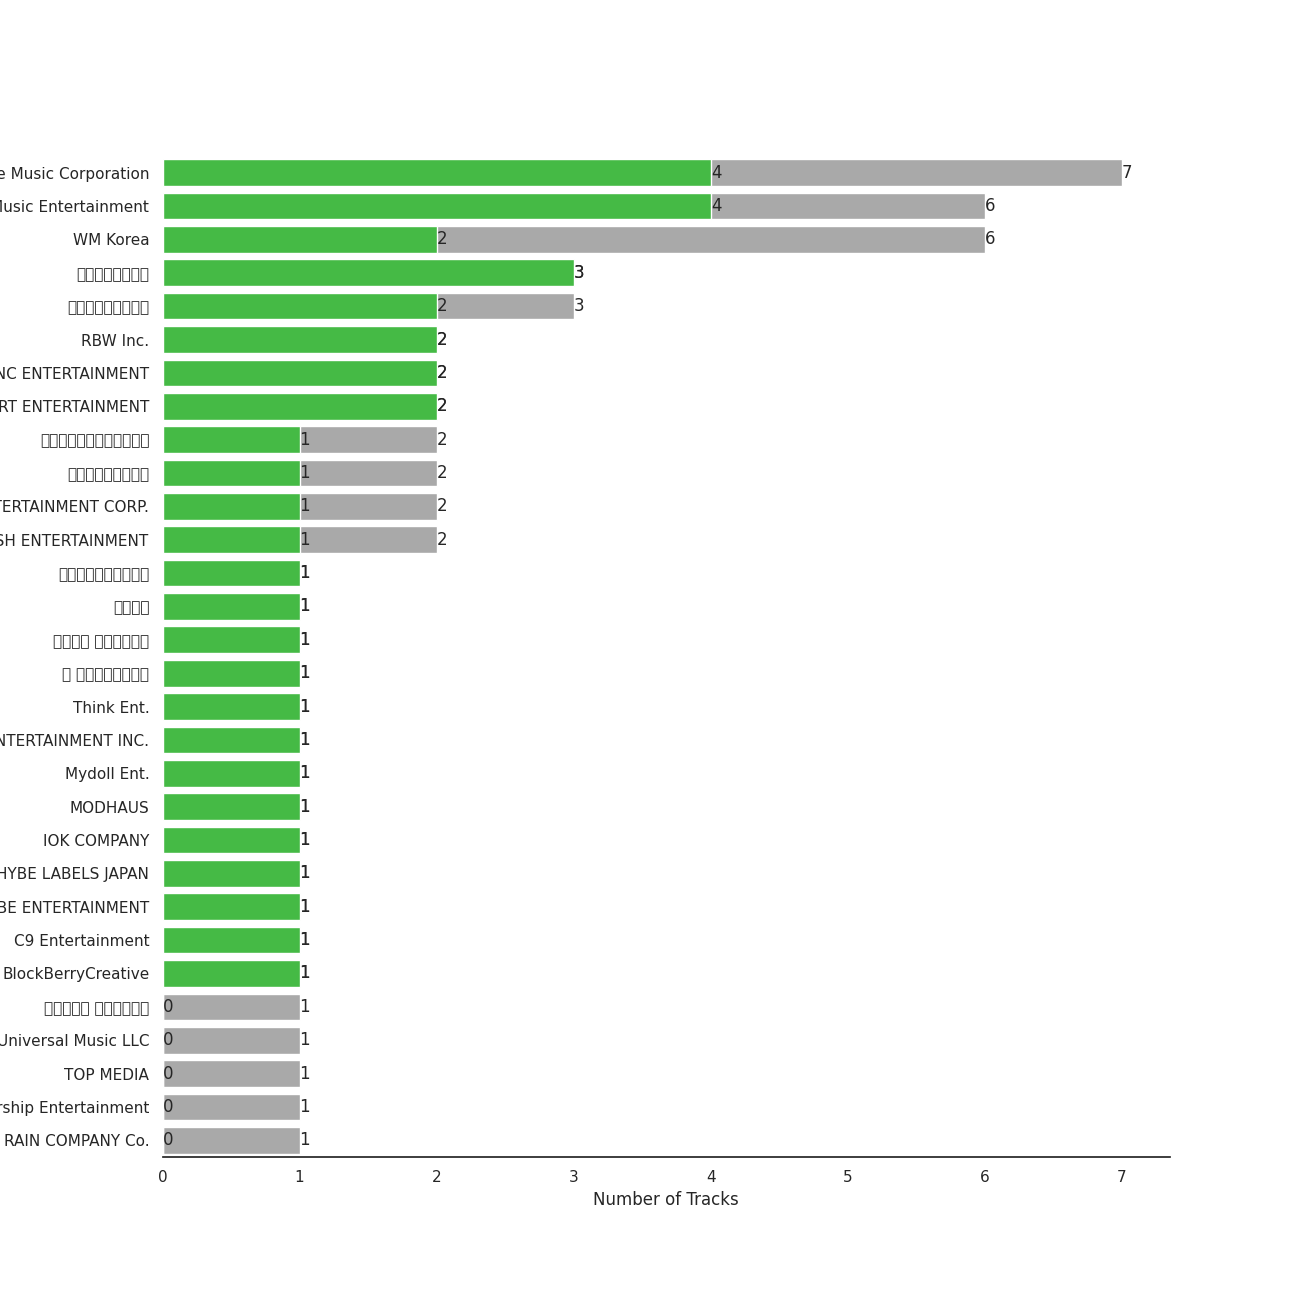 e Music Corporation 4 7
Music Entertainment 4 6
WM Korea 2 6
3
2 3
RBW Inc. 2
NC ENTERTAINMENT 2
RT ENTERTAINMENT 2
1 2
1 2
TERTAINMENT CORP. 1 2
SH ENTERTAINMENT 1 2
1
1
1
1
Think Ent. 1
NTERTAINMENT INC. 1
Mydoll Ent. 1
MODHAUS 1
IOK COMPANY 1
HYBE LABELS JAPAN 1
BE ENTERTAINMENT 1
C9 Entertainment 1
BlockBerryCreative 1
0 1
Universal Music LLC 0 1
TOP MEDIA 0 1
rship Entertainment 0 1
RAIN COMPANY Co. 0 1
0 1 2 3 4 5 6 7
Number of Tracks